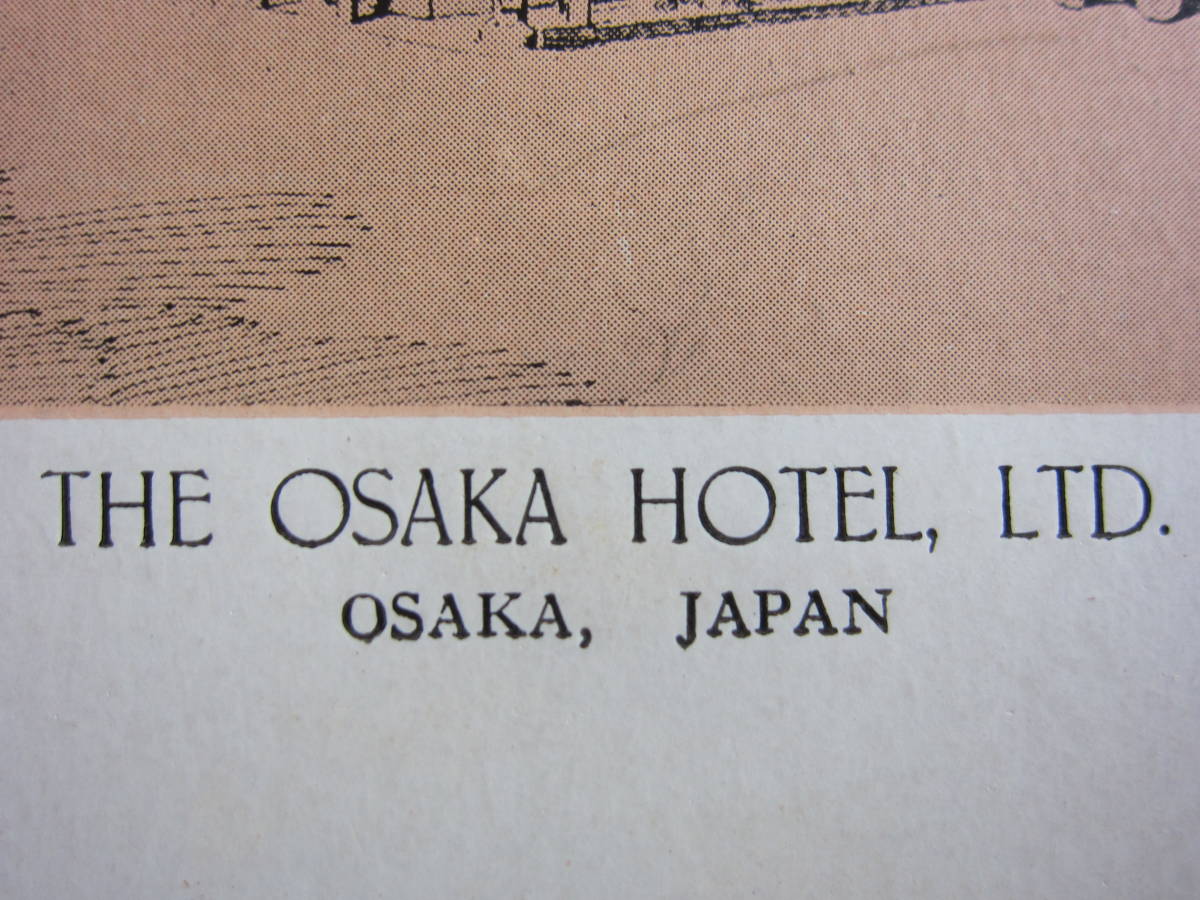 THE OSAKA HOTEL, LTD.
OSAKA, JAPAN